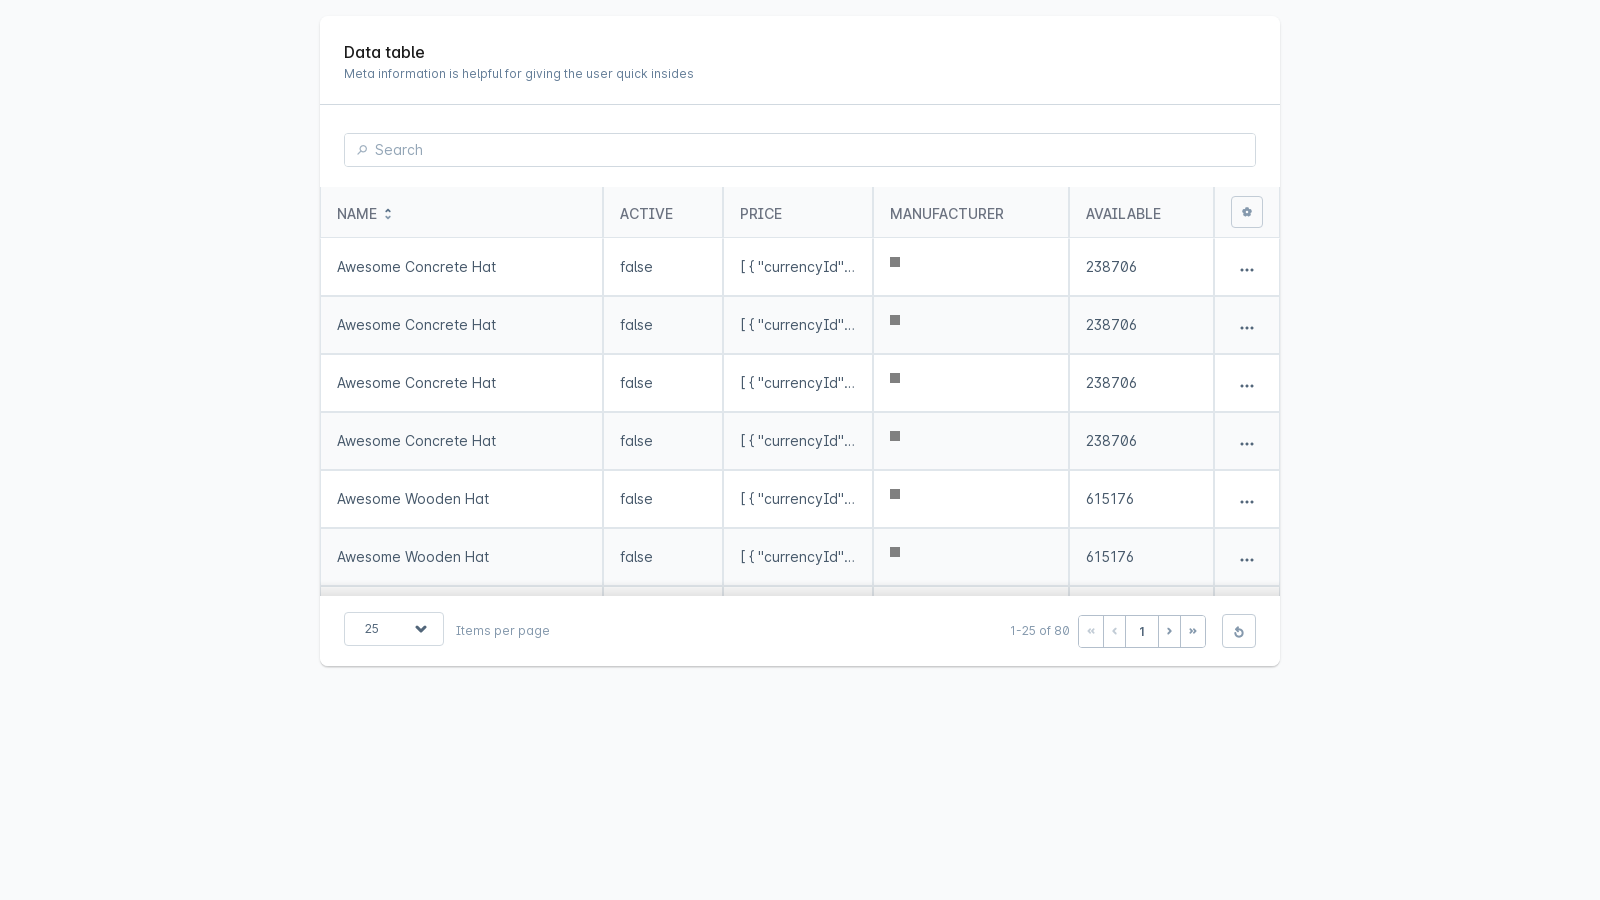 Data table
Meta information is helpful for giving the user quick insides
Search
NAME ACTIVE PRICE MANUFACTURER AVAILABLE
Awesome Concrete Hat false [ { "currencyId"... 238706
Awesome Concrete Hat false [ { "currencyId"... 238706
Awesome Concrete Hat false [ { "currencyId"... 238706
Awesome Concrete Hat false [ { "currencyId"... 238706
Awesome Wooden Hat false [ { "currencyId"... 615176
Awesome Wooden Hat false [ { "currencyId"... 615176
25 Items per page 1-25 of 80 « ‹ 1 › »